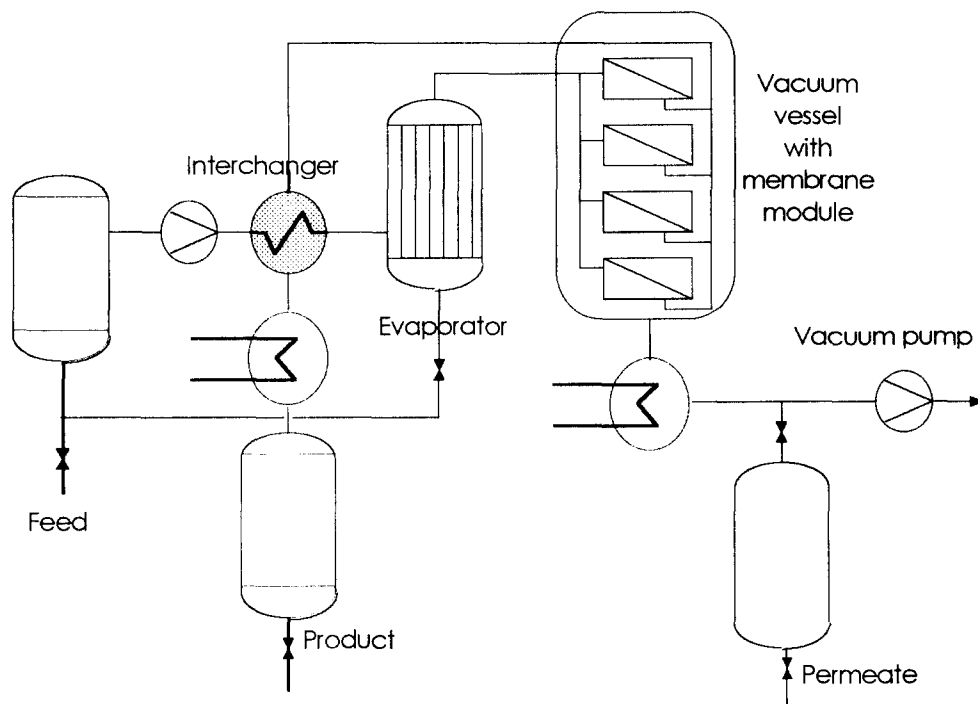 Vacuum
vessel
with
membrane
module
Interchanger
Evaporator
Vacuum pump
Feed
Product
Permeate